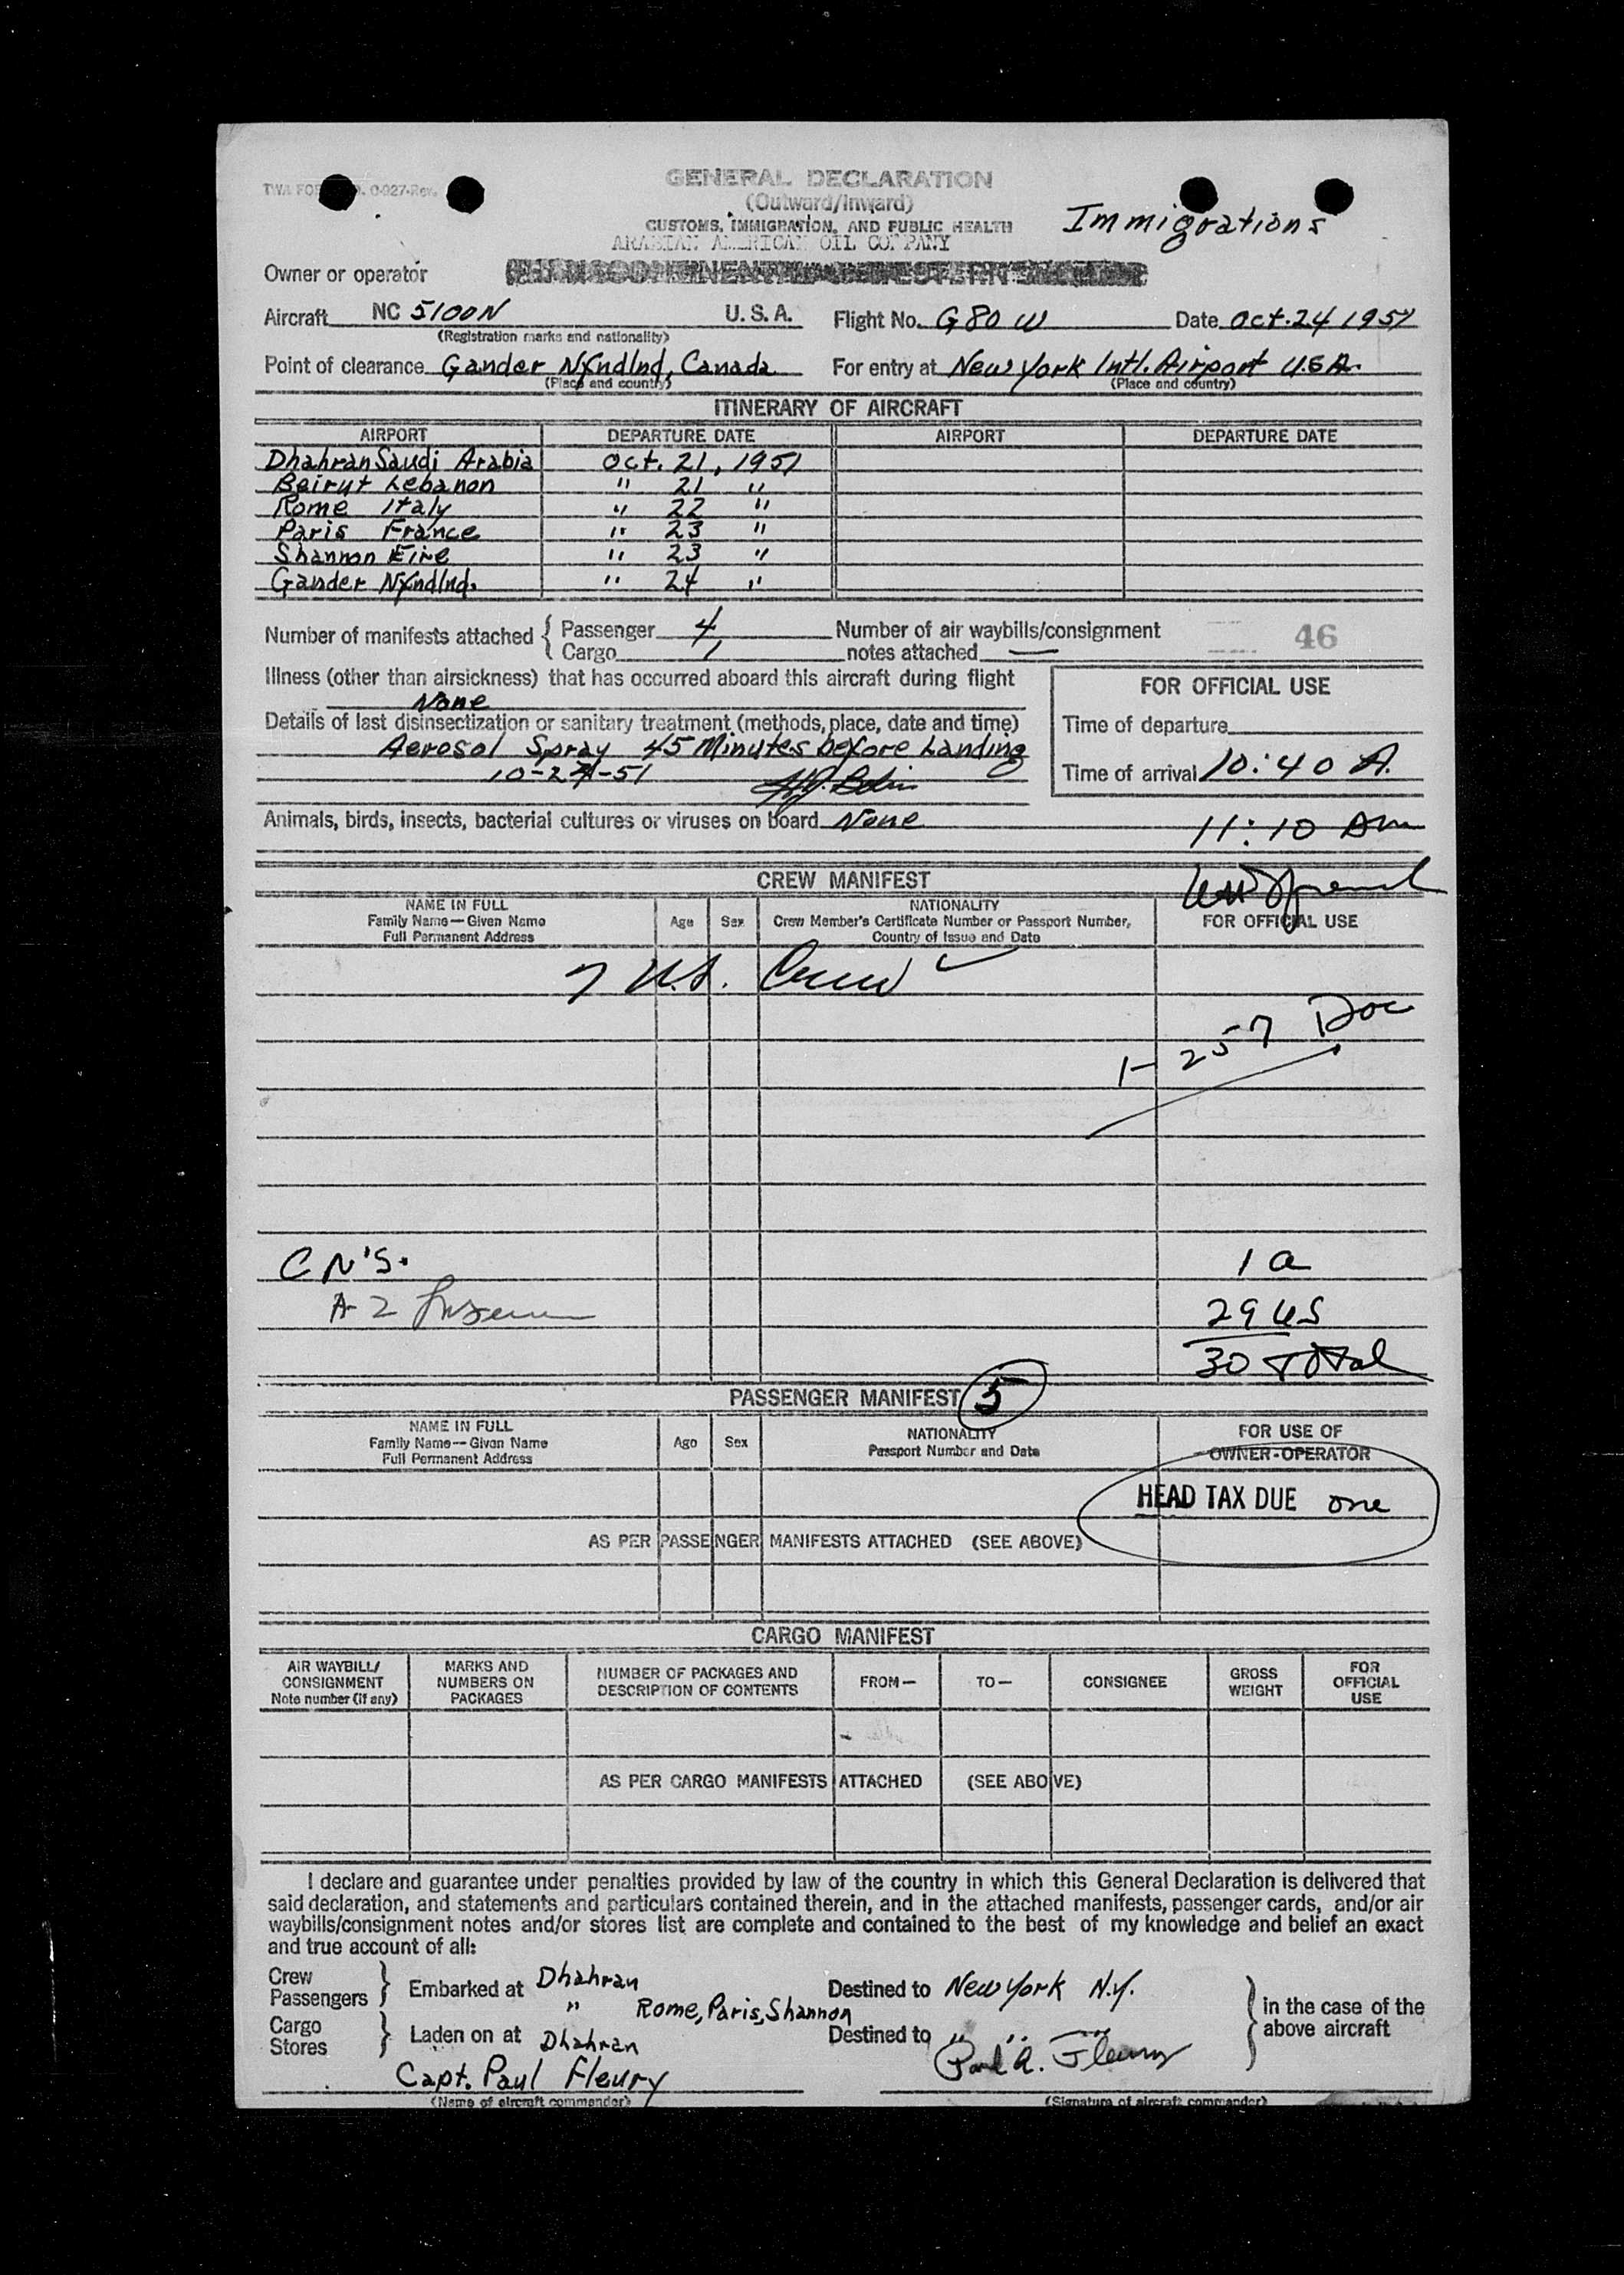 GENERAL DECLARATION
(Outward/Inward)
CUSTOMS, IMMIGRATION, AND PUBLIC HEALTH
ARABIAN AMERICAN OIL COMPANY
Immigrations
Owner or operator
Aircraft NC 5100N U.S.A. Flight No. G80 W Date Oct. 24 1951
(Registration marks and nationality)
Point of clearance Gander Nfndlnd, Canada For entry at New York Intl. Airport U.S.A.
(Place and country) (Place and country)
ITINERARY OF AIRCRAFT
AIRPORT DEPARTURE DATE AIRPORT DEPARTURE DATE
Dhahran Saudi Arabia Oct. 21, 1951
Beirut Lebanon " 21 "
Rome Italy " 22 "
Paris France " 23 "
Shannon Eire " 23 "
Gander Nfndlnd. " 24 "
Number of manifests attached { Passenger 4 Number of air waybills/consignment
Cargo 1 notes attached —
46
Illness (other than airsickness) that has occurred aboard this aircraft during flight
None
FOR OFFICIAL USE
Details of last disinsectization or sanitary treatment (methods, place, date and time)
Time of departure
Aerosol Spray 45 Minutes before Landing
10-24-51
Time of arrival 10:40 A.
Animals, birds, insects, bacterial cultures or viruses on board None
11:10 Am
CREW MANIFEST
NAME IN FULL
Family Name—Given Name
Full Permanent Address
Age Sex
NATIONALITY
Crew Member's Certificate Number or Passport Number,
Country of Issue and Date
FOR OFFICIAL USE
7 U.S. Crew ✓
1-257 Doc
CN'S.
1 a
A-2
29 US
30 Total
PASSENGER MANIFEST 5
NAME IN FULL
Family Name—Given Name
Full Permanent Address
Age Sex
NATIONALITY
Passport Number and Date
FOR USE OF
OWNER-OPERATOR
HEAD TAX DUE one
AS PER PASSENGER MANIFESTS ATTACHED (SEE ABOVE)
CARGO MANIFEST
AIR WAYBILL/
CONSIGNMENT
Note number (if any)
MARKS AND
NUMBERS ON
PACKAGES
NUMBER OF PACKAGES AND
DESCRIPTION OF CONTENTS
FROM—
TO—
CONSIGNEE
GROSS
WEIGHT
FOR
OFFICIAL
USE
AS PER CARGO MANIFESTS ATTACHED (SEE ABOVE)
I declare and guarantee under penalties provided by law of the country in which this General Declaration is delivered that
said declaration, and statements and particulars contained therein, and in the attached manifests, passenger cards, and/or air
waybills/consignment notes and/or stores list are complete and contained to the best of my knowledge and belief an exact
and true account of all:
Crew
Passengers } Embarked at Dhahran Destined to New York N.Y.
" Rome, Paris, Shannon
Cargo
Stores } Laden on at Dhahran Destined to " " "
} in the case of the
above aircraft
Capt. Paul Fleury Paul A. Fleury
(Name of aircraft commander) (Signature of aircraft commander)